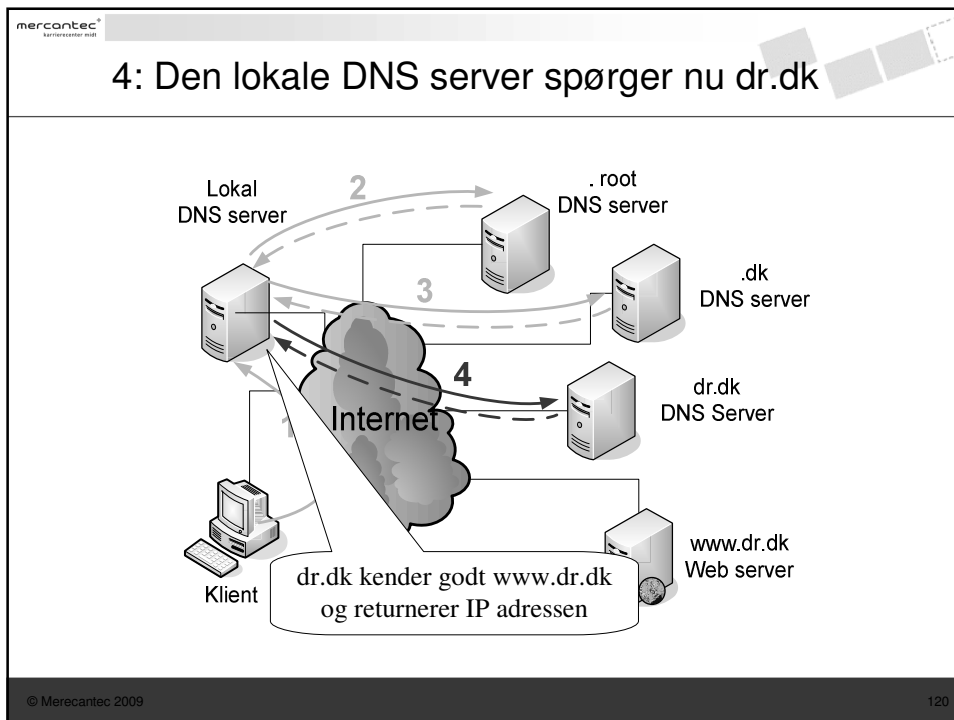 mercantec+
karrierecenter midt
4: Den lokale DNS server spørger nu dr.dk
Lokal
DNS server
2
. root
DNS server
3
.dk
DNS server
4
dr.dk
DNS Server
Internet
1
Klient
www.dr.dk
Web server
dr.dk kender godt www.dr.dk
og returnerer IP adressen
© Merecantec 2009
120